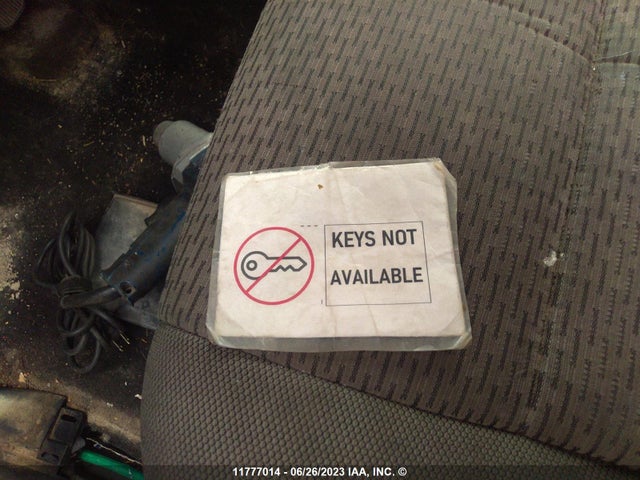 KEYS NOT
AVAILABLE
11777014 - 06/26/2023 IAA, INC. ©